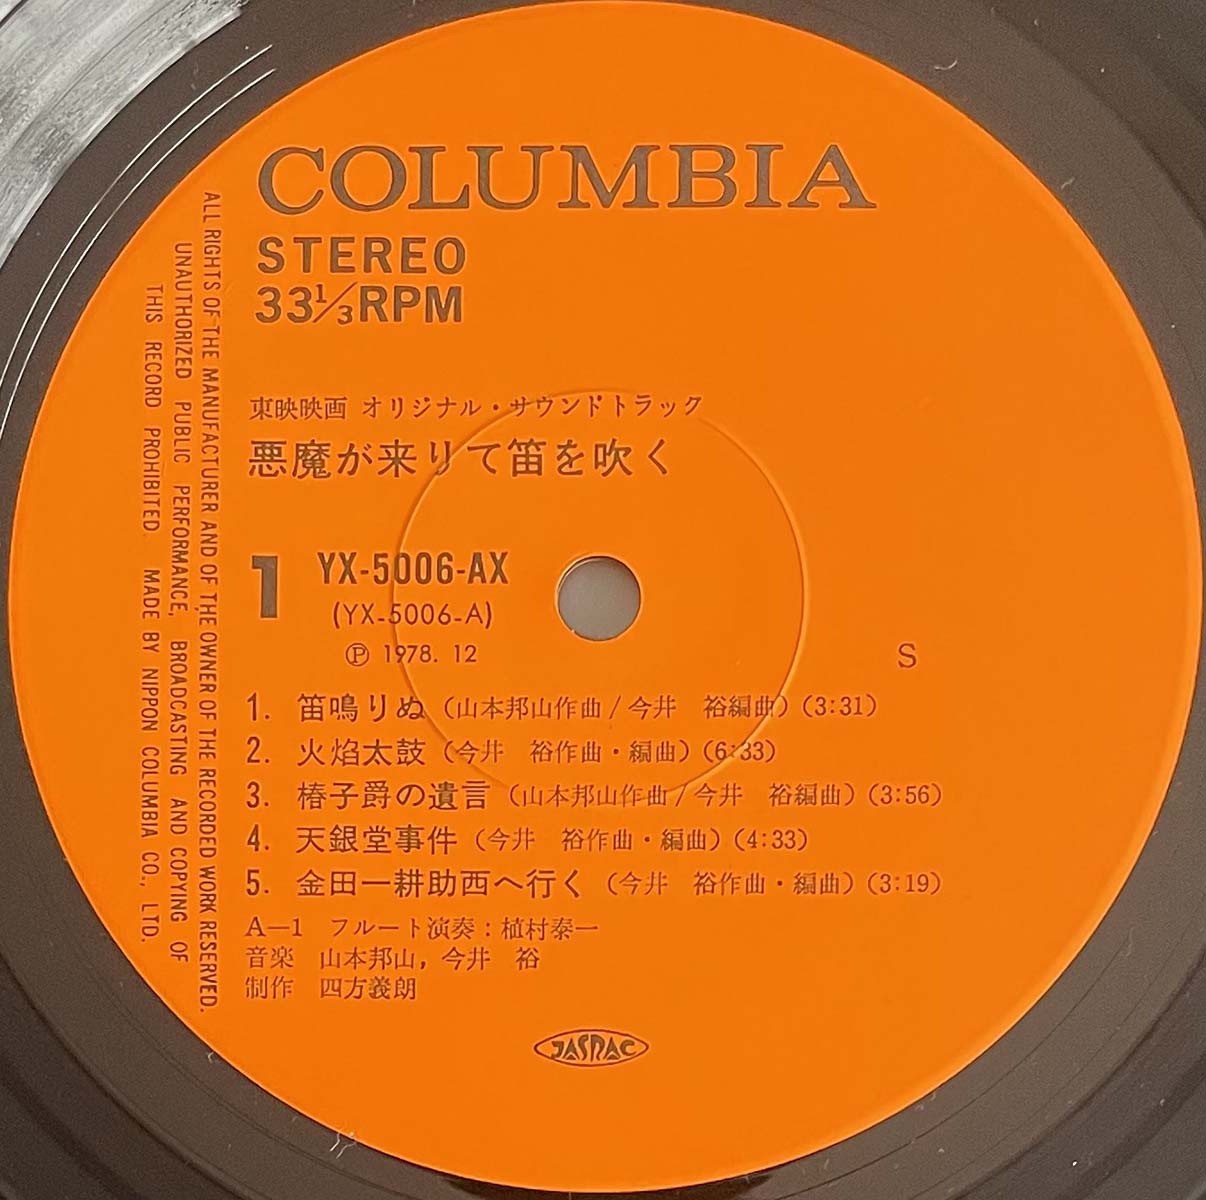 COLUMBIA
STEREO
33 1/3 RPM
東映映画 オリジナル・サウンドトラック
悪魔が来りて笛を吹く
1 YX-5006-AX
(YX-5006-A)
Ⓟ 1978. 12
S
1. 笛鳴りぬ (山本邦山作曲/今井 裕編曲) (3:31)
2. 火焰太鼓 (今井 裕作曲・編曲) (6:33)
3. 椿子爵の遺言 (山本邦山作曲/今井 裕編曲) (3:56)
4. 天銀堂事件 (今井 裕作曲・編曲) (4:33)
5. 金田一耕助西へ行く (今井 裕作曲・編曲) (3:19)
A―1 フルート演奏：植村泰一
音楽 山本邦山, 今井 裕
制作 四方義朗
JASRAC
ALL RIGHTS OF THE MANUFACTURER AND OF THE OWNER OF THE RECORDED WORK RESERVED.
UNAUTHORIZED PUBLIC PERFORMANCE, BROADCASTING AND COPYING OF
THIS RECORD PROHIBITED. MADE BY NIPPON COLUMBIA CO., LTD.